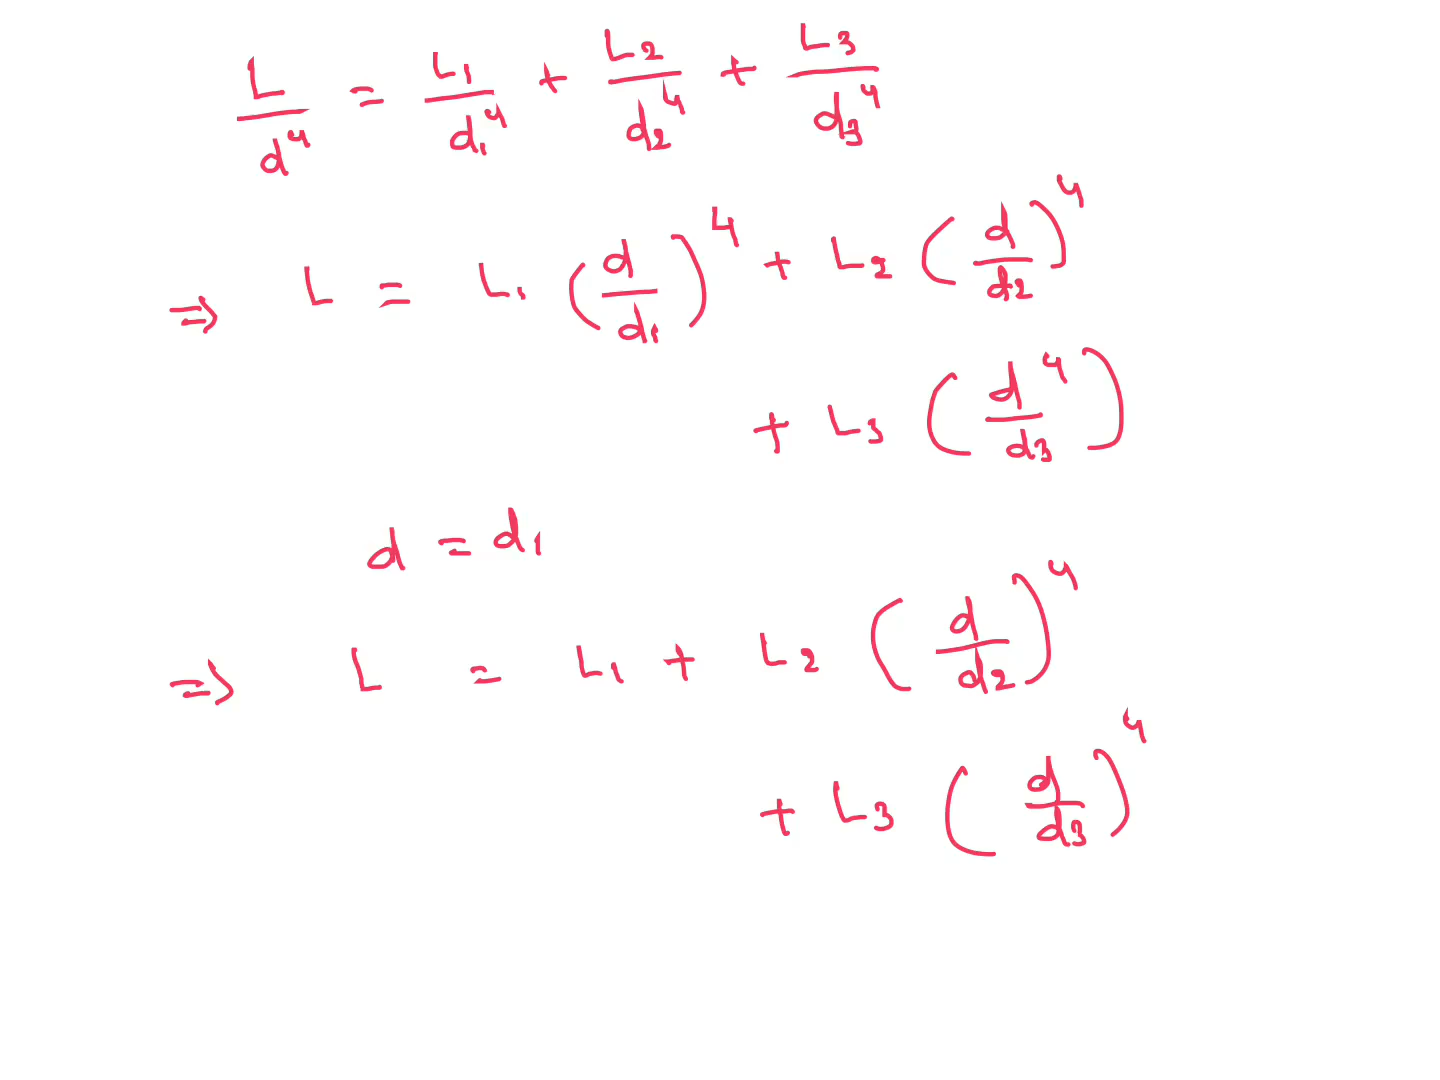 L/d⁴ = L₁/d₁⁴ + L₂/d₂⁴ + L₃/d₃⁴
⇒ L = L₁ (d/d₁)⁴ + L₂ (d/d₂)⁴
+ L₃ (d⁴/d₃)
d = d₁
⇒ L = L₁ + L₂ (d/d₂)⁴
+ L₃ (d/d₃)⁴